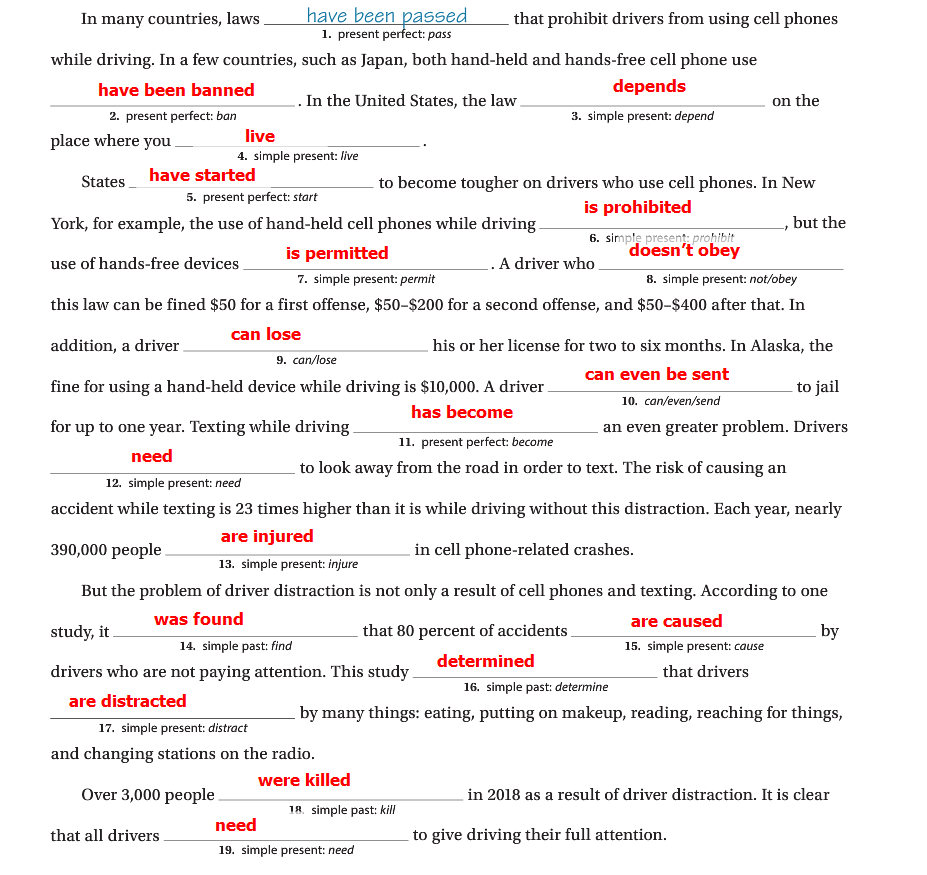 In many countries, laws have been passed that prohibit drivers from using cell phones
1. present perfect: pass
while driving. In a few countries, such as Japan, both hand-held and hands-free cell phone use
have been banned . In the United States, the law depends on the
2. present perfect: ban 3. simple present: depend
place where you live .
4. simple present: live
States have started to become tougher on drivers who use cell phones. In New
5. present perfect: start
York, for example, the use of hand-held cell phones while driving is prohibited , but the
6. simple present: prohibit
use of hands-free devices is permitted . A driver who doesn't obey
7. simple present: permit 8. simple present: not/obey
this law can be fined $50 for a first offense, $50–$200 for a second offense, and $50–$400 after that. In
addition, a driver can lose his or her license for two to six months. In Alaska, the
9. can/lose
fine for using a hand-held device while driving is $10,000. A driver can even be sent to jail
10. can/even/send
for up to one year. Texting while driving has become an even greater problem. Drivers
11. present perfect: become
need to look away from the road in order to text. The risk of causing an
12. simple present: need
accident while texting is 23 times higher than it is while driving without this distraction. Each year, nearly
390,000 people are injured in cell phone-related crashes.
13. simple present: injure
But the problem of driver distraction is not only a result of cell phones and texting. According to one
study, it was found that 80 percent of accidents are caused by
14. simple past: find 15. simple present: cause
drivers who are not paying attention. This study determined that drivers
16. simple past: determine
are distracted by many things: eating, putting on makeup, reading, reaching for things,
17. simple present: distract
and changing stations on the radio.
Over 3,000 people were killed in 2018 as a result of driver distraction. It is clear
18. simple past: kill
that all drivers need to give driving their full attention.
19. simple present: need